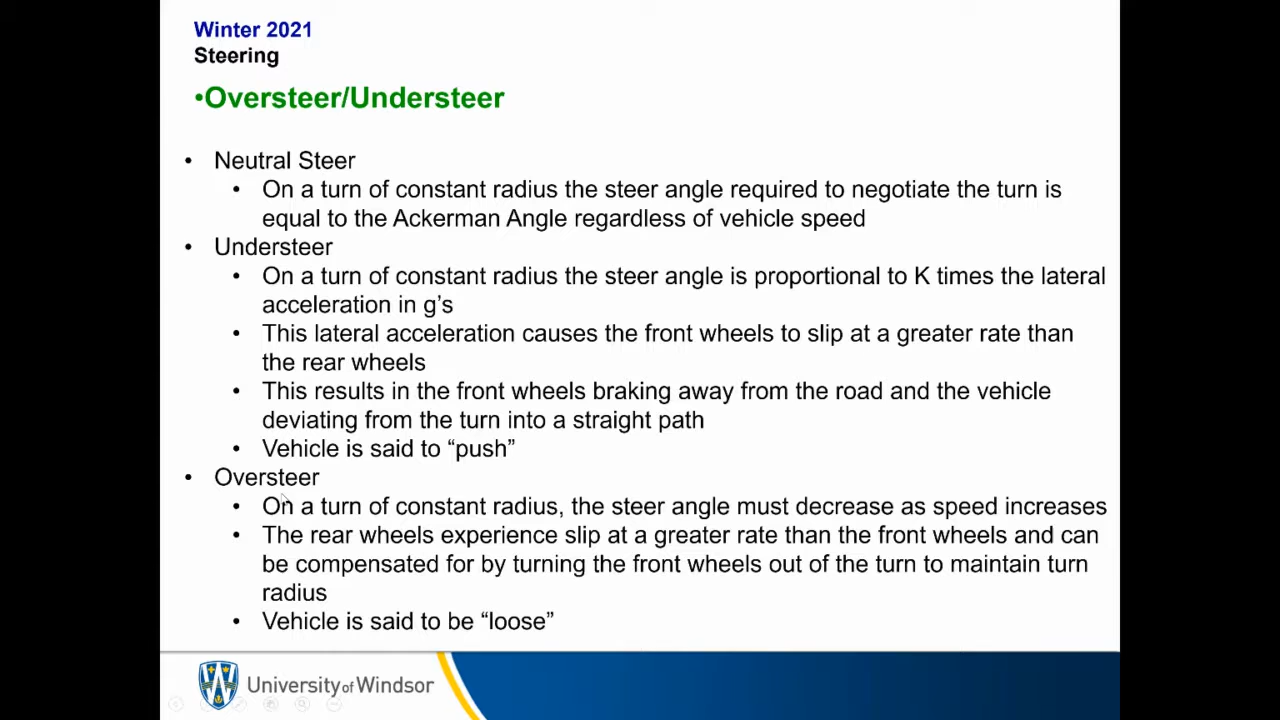 Winter 2021
Steering
•Oversteer/Understeer
• Neutral Steer
• On a turn of constant radius the steer angle required to negotiate the turn is
equal to the Ackerman Angle regardless of vehicle speed
• Understeer
• On a turn of constant radius the steer angle is proportional to K times the lateral
acceleration in g’s
• This lateral acceleration causes the front wheels to slip at a greater rate than
the rear wheels
• This results in the front wheels braking away from the road and the vehicle
deviating from the turn into a straight path
• Vehicle is said to “push”
• Oversteer
• On a turn of constant radius, the steer angle must decrease as speed increases
• The rear wheels experience slip at a greater rate than the front wheels and can
be compensated for by turning the front wheels out of the turn to maintain turn
radius
• Vehicle is said to be “loose”
University of Windsor